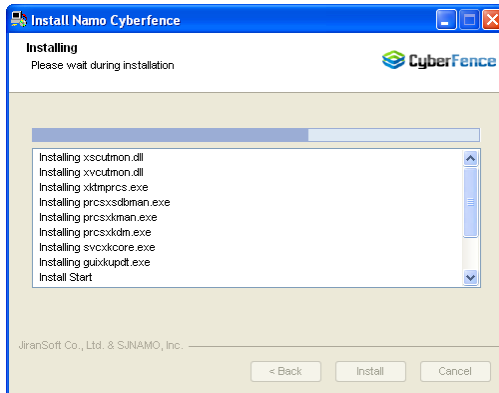 Install Namo Cyberfence
Installing
Please wait during installation
CyberFence
Installing xscutmon.dll
Installing xvcutmon.dll
Installing xktmprcs.exe
Installing prcsxsdbman.exe
Installing prcsxkman.exe
Installing prcsxkdm.exe
Installing svcxkcore.exe
Installing guixkupdt.exe
Install Start
JiranSoft Co., Ltd. & SJNAMO, Inc.
< Back
Install
Cancel